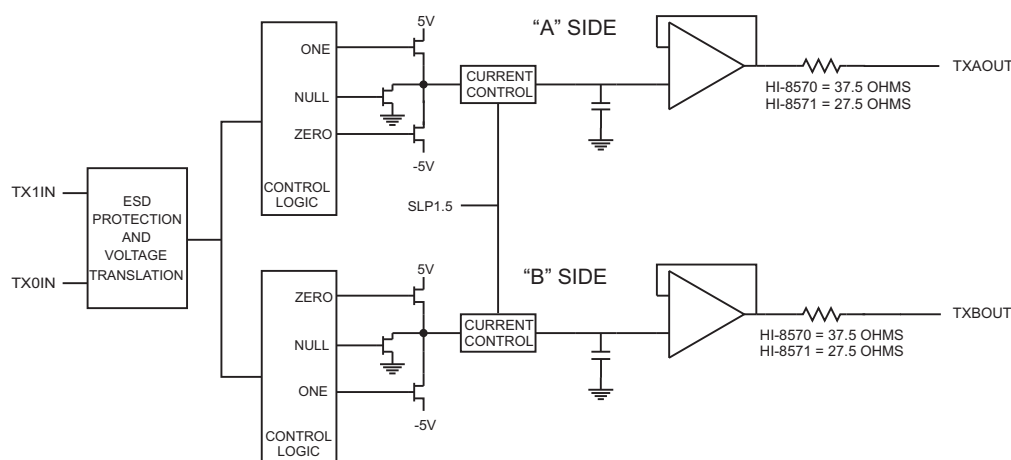 5V
“A” SIDE
ONE
CURRENT
CONTROL
TXAOUT
HI-8570 = 37.5 OHMS
HI-8571 = 27.5 OHMS
NULL
ZERO
-5V
CONTROL
LOGIC
TX1IN
ESD
PROTECTION
AND
VOLTAGE
TRANSLATION
TX0IN
SLP1.5
5V
“B” SIDE
ZERO
CURRENT
CONTROL
TXBOUT
HI-8570 = 37.5 OHMS
HI-8571 = 27.5 OHMS
NULL
ONE
-5V
CONTROL
LOGIC